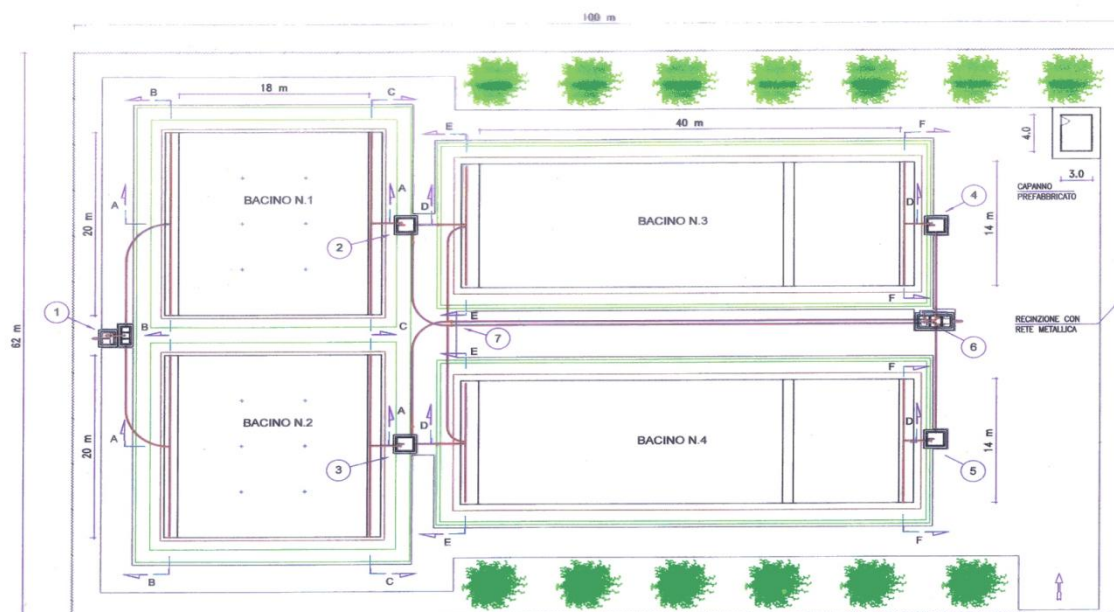 100 m
B
18 m
C
E
40 m
F
4.0
3.0
CAPANNO
PREFABBRICATO
A
BACINO N.1
A
D
BACINO N.3
D
4
20 m
2
14 m
F
1
B
C
E
7
6
RECINZIONE CON
RETE METALLICA
62 m
E
F
A
BACINO N.2
A
D
BACINO N.4
D
20 m
3
14 m
5
E
F
B
C